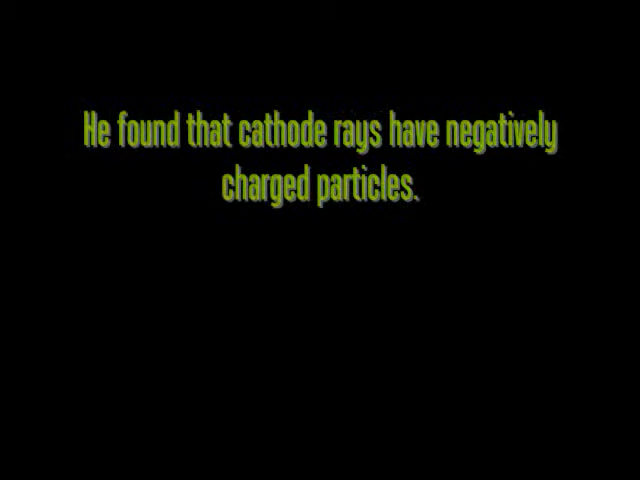 He found that cathode rays have negatively
charged particles.